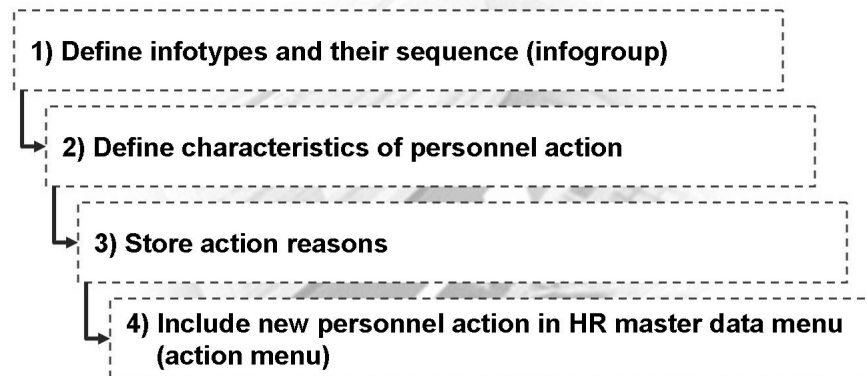 1) Define infotypes and their sequence (infogroup)
2) Define characteristics of personnel action
3) Store action reasons
4) Include new personnel action in HR master data menu
(action menu)